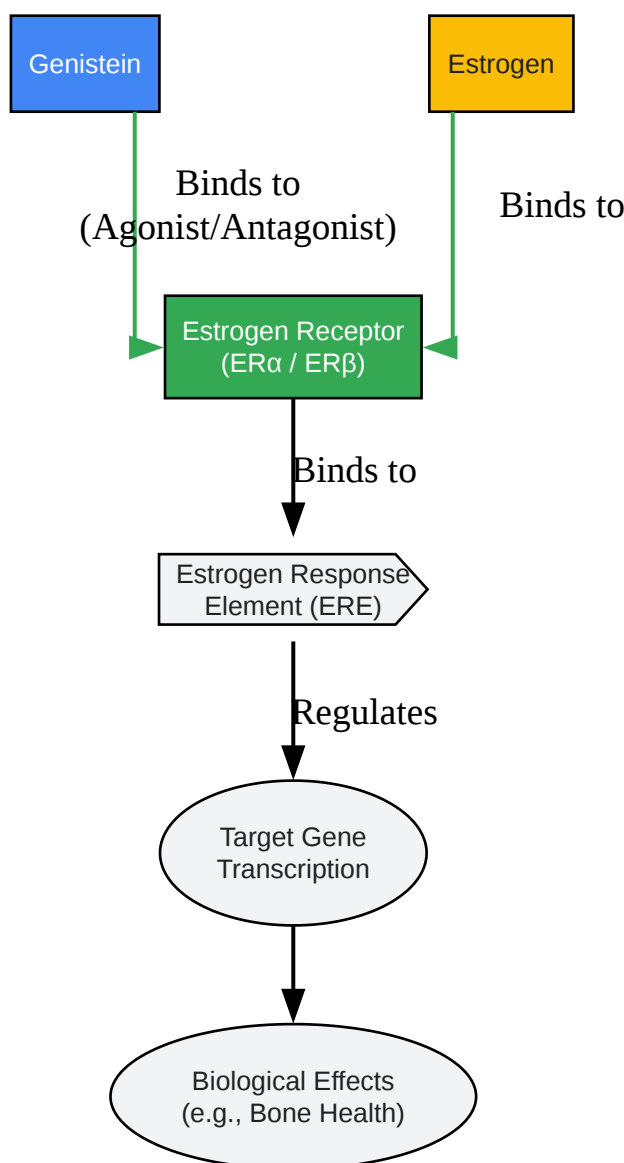 Genistein
Estrogen
Binds to
(Agonist/Antagonist)
Binds to
Estrogen Receptor
(ERα / ERβ)
Binds to
Estrogen Response
Element (ERE)
Regulates
Target Gene
Transcription
Biological Effects
(e.g., Bone Health)